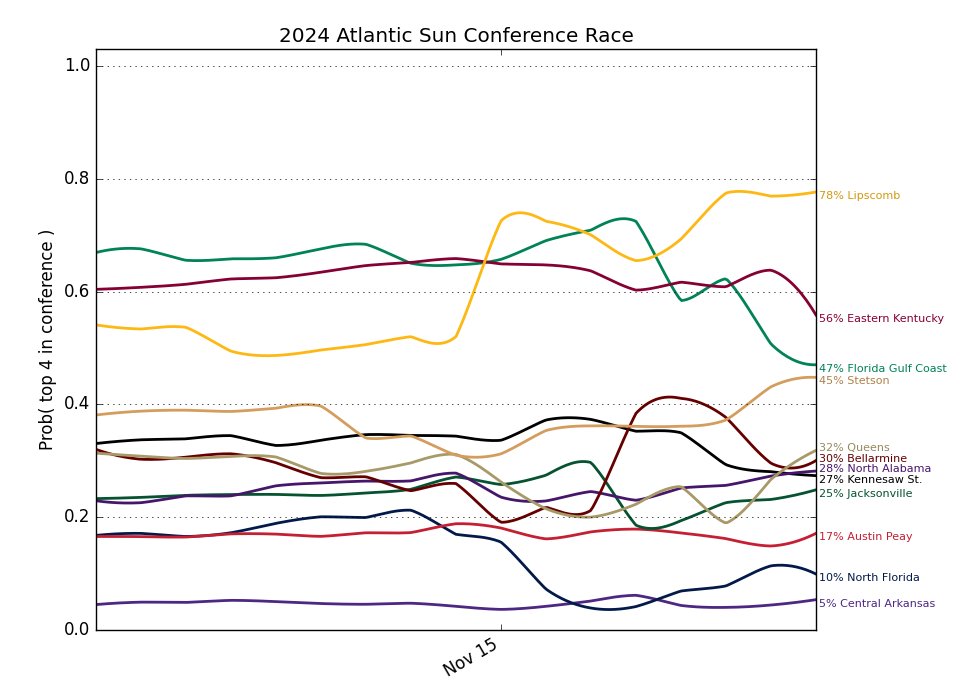 2024 Atlantic Sun Conference Race
Prob( top 4 in conference )
1.0
0.8
0.6
0.4
0.2
0.0
Nov 15
78% Lipscomb
56% Eastern Kentucky
47% Florida Gulf Coast
45% Stetson
32% Queens
30% Bellarmine
28% North Alabama
27% Kennesaw St.
25% Jacksonville
17% Austin Peay
10% North Florida
5% Central Arkansas